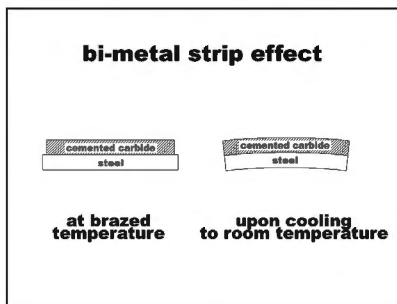 bi-metal strip effect
cemented carbide
steel
cemented carbide
steel
at brazed
temperature
upon cooling
to room temperature